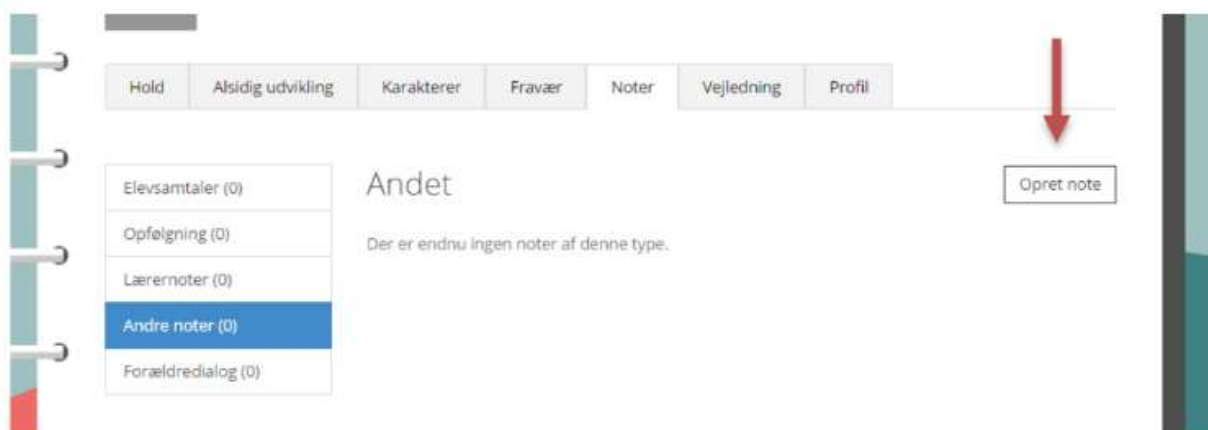 Hold Alsidig udvikling Karakterer Fravær Noter Vejledning Profil
Elevsamtaler (0)
Opfølgning (0)
Lærernoter (0)
Andre noter (0)
Forældredialog (0)
Andet
Opret note
Der er endnu ingen noter af denne type.